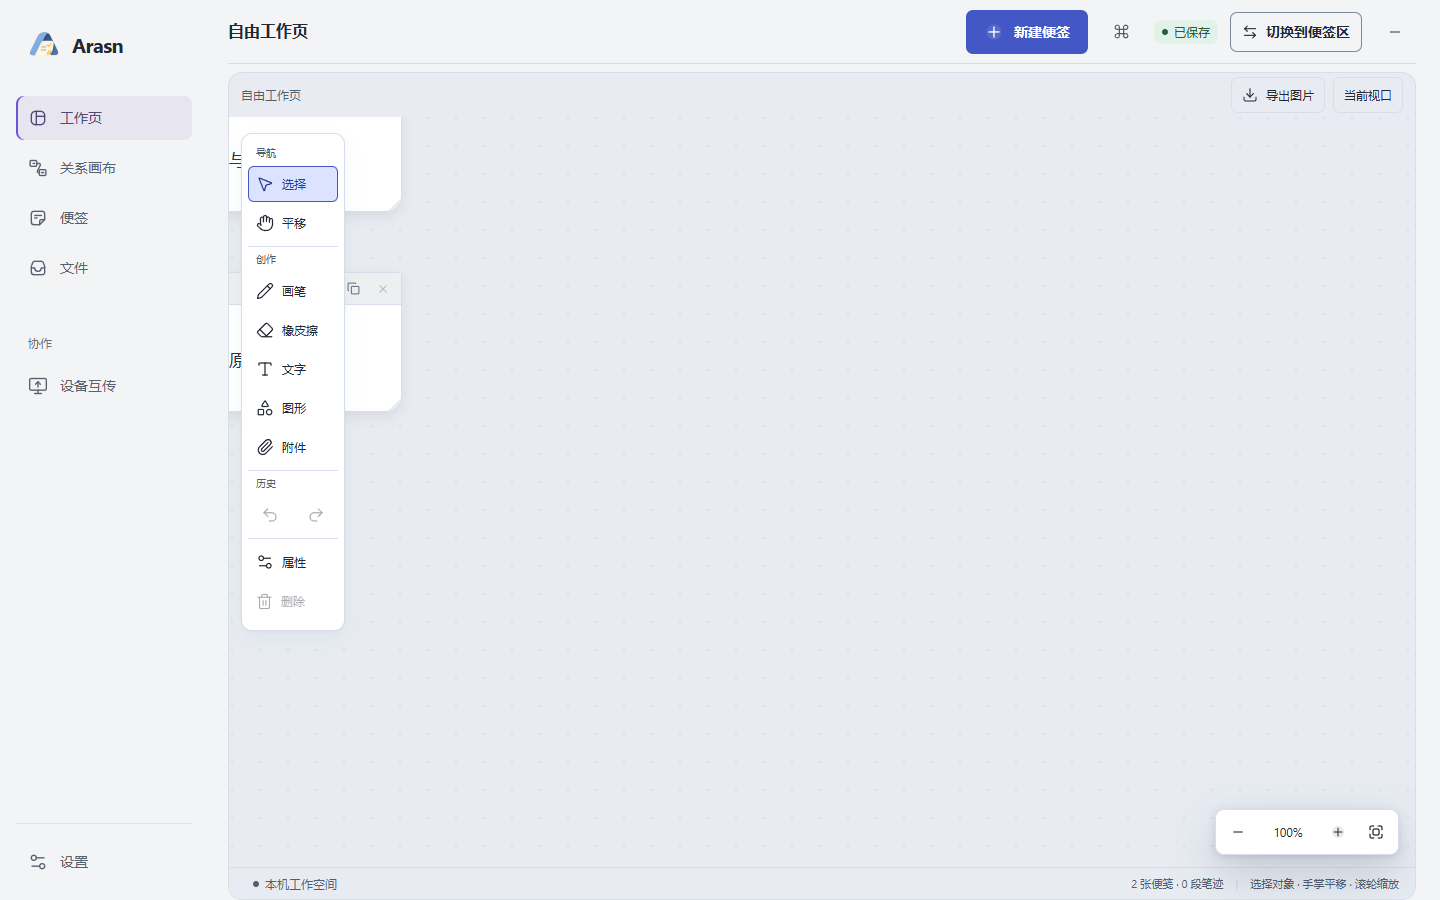 Arasn
工作页
关系画布
便签
文件
协作
设备互传
设置
自由工作页
新建便签
已保存
切换到便签区
自由工作页
导出图片
当前视口
导航
选择
平移
创作
画笔
橡皮擦
文字
图形
附件
历史
属性
删除
与
原
100%
本机工作空间
2 张便笺 · 0 段笔迹
选择对象 · 手掌平移 · 滚轮缩放